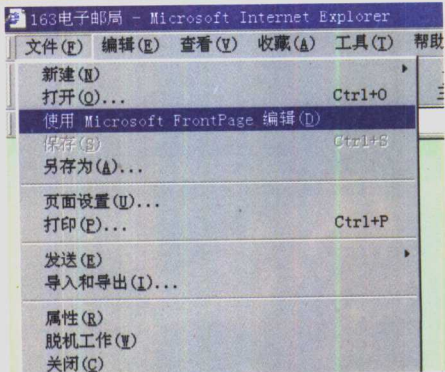 163电子邮局 - Microsoft Internet Explorer
文件(F) 编辑(E) 查看(V) 收藏(A) 工具(T) 帮助
新建(N)
打开(O)... Ctrl+O
使用 Microsoft FrontPage 编辑(D)
保存(S) Ctrl+S
另存为(A)...
页面设置(U)...
打印(P)... Ctrl+P
发送(E)
导入和导出(I)...
属性(R)
脱机工作(W)
关闭(C)